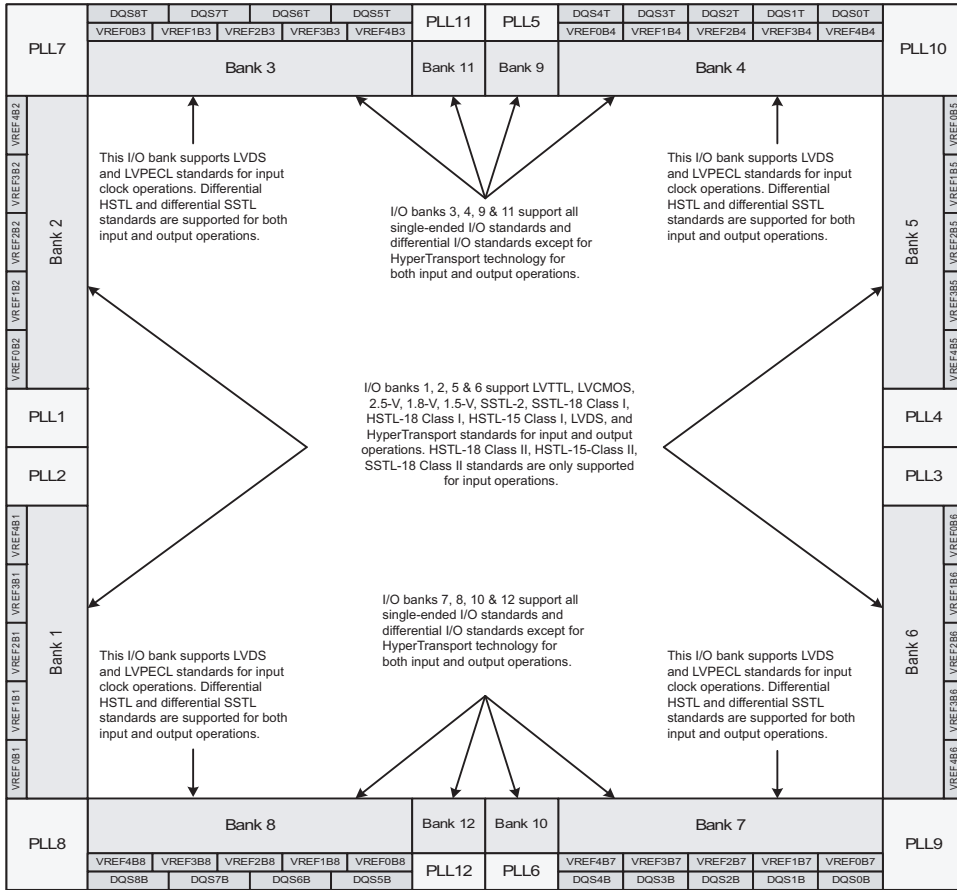 DQS8T DQS7T DQS6T DQS5T
PLL11 PLL5
DQS4T DQS3T DQS2T DQS1T DQS0T
VREF0B3 VREF1B3 VREF2B3 VREF3B3 VREF4B3
VREF0B4 VREF1B4 VREF2B4 VREF3B4 VREF4B4
PLL7
PLL10
Bank 3
Bank 11
Bank 9
Bank 4
VREF4B2
VREF3B2
VREF2B2
VREF1B2
VREF0B2
Bank 2
This I/O bank supports LVDS
and LVPECL standards for input
clock operations. Differential
HSTL and differential SSTL
standards are supported for both
input and output operations.
I/O banks 3, 4, 9 & 11 support all
single-ended I/O standards and
differential I/O standards except for
HyperTransport technology for
both input and output operations.
This I/O bank supports LVDS
and LVPECL standards for input
clock operations. Differential
HSTL and differential SSTL
standards are supported for both
input and output operations.
Bank 5
VREF0B5
VREF1B5
VREF2B5
VREF3B5
VREF4B5
PLL1
PLL2
I/O banks 1, 2, 5 & 6 support LVTTL, LVCMOS,
2.5-V, 1.8-V, 1.5-V, SSTL-2, SSTL-18 Class I,
HSTL-18 Class I, HSTL-15 Class I, LVDS, and
HyperTransport standards for input and output
operations. HSTL-18 Class II, HSTL-15-Class II,
SSTL-18 Class II standards are only supported
for input operations.
PLL4
PLL3
VREF4B1
VREF3B1
VREF2B1
VREF1B1
VREF0B1
Bank 1
This I/O bank supports LVDS
and LVPECL standards for input
clock operations. Differential
HSTL and differential SSTL
standards are supported for both
input and output operations.
I/O banks 7, 8, 10 & 12 support all
single-ended I/O standards and
differential I/O standards except for
HyperTransport technology for
both input and output operations.
This I/O bank supports LVDS
and LVPECL standards for input
clock operations. Differential
HSTL and differential SSTL
standards are supported for both
input and output operations.
Bank 6
VREF0B6
VREF1B6
VREF2B6
VREF3B6
VREF4B6
PLL8
Bank 8
Bank 12
Bank 10
Bank 7
PLL9
VREF4B8 VREF3B8 VREF2B8 VREF1B8 VREF0B8
PLL12 PLL6
VREF4B7 VREF3B7 VREF2B7 VREF1B7 VREF0B7
DQS8B DQS7B DQS6B DQS5B
DQS4B DQS3B DQS2B DQS1B DQS0B